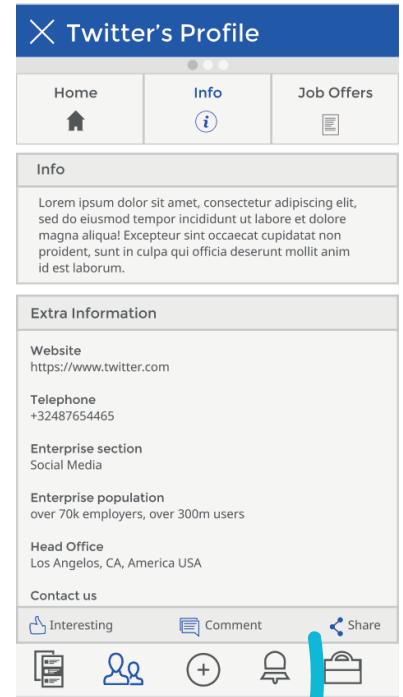 Twitter's Profile
Home
Info
Job Offers
Info
Lorem ipsum dolor sit amet, consectetur adipiscing elit,
sed do eiusmod tempor incididunt ut labore et dolore
magna aliqua! Excepteur sint occaecat cupidatat non
proident, sunt in culpa qui officia deserunt mollit anim
id est laborum.
Extra Information
Website
https://www.twitter.com
Telephone
+32487654465
Enterprise section
Social Media
Enterprise population
over 70k employers, over 300m users
Head Office
Los Angelos, CA, America USA
Contact us
Interesting
Comment
Share